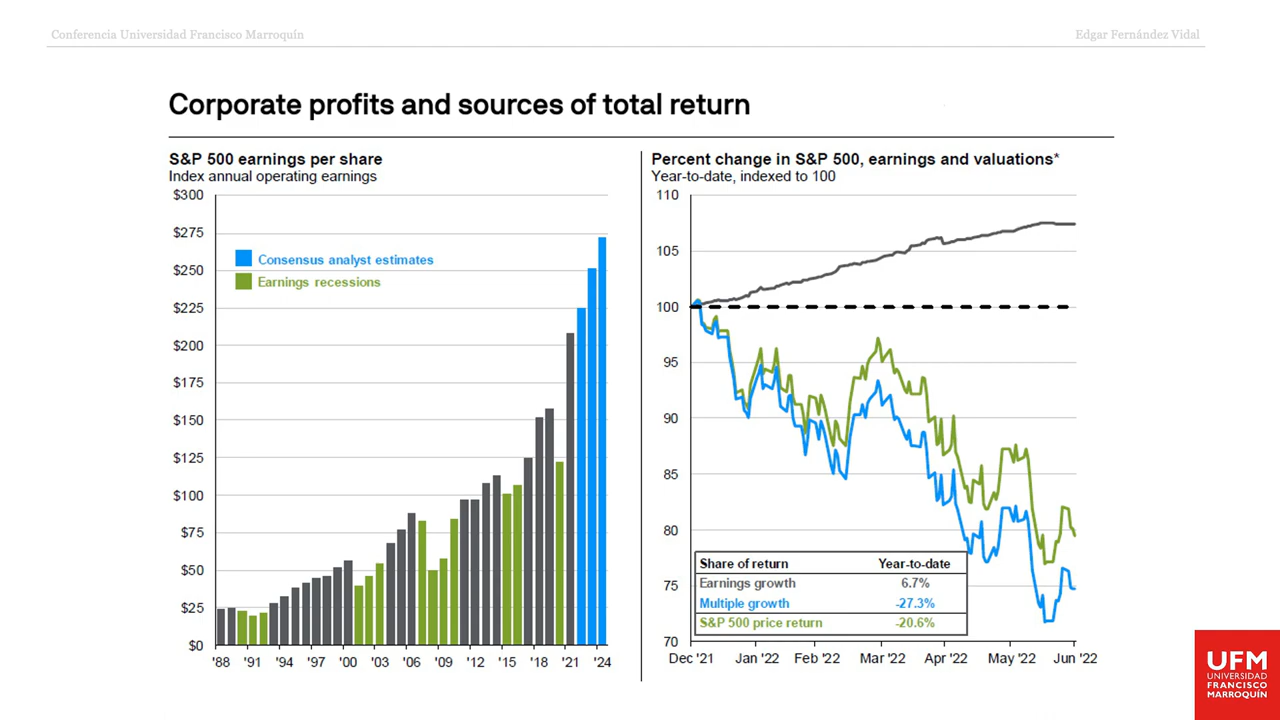 Conferencia Universidad Francisco Marroquín
Edgar Fernández Vidal
Corporate profits and sources of total return
S&P 500 earnings per share
Index annual operating earnings
$300
$275
$250
$225
$200
$175
$150
$125
$100
$75
$50
$25
$0
Consensus analyst estimates
Earnings recessions
'88 '91 '94 '97 '00 '03 '06 '09 '12 '15 '18 '21 '24
Percent change in S&P 500, earnings and valuations*
Year-to-date, indexed to 100
110
105
100
95
90
85
80
75
70
Share of return Year-to-date
Earnings growth 6.7%
Multiple growth -27.3%
S&P 500 price return -20.6%
Dec '21 Jan '22 Feb '22 Mar '22 Apr '22 May '22 Jun '22
UFM
UNIVERSIDAD
FRANCISCO
MARROQUÍN